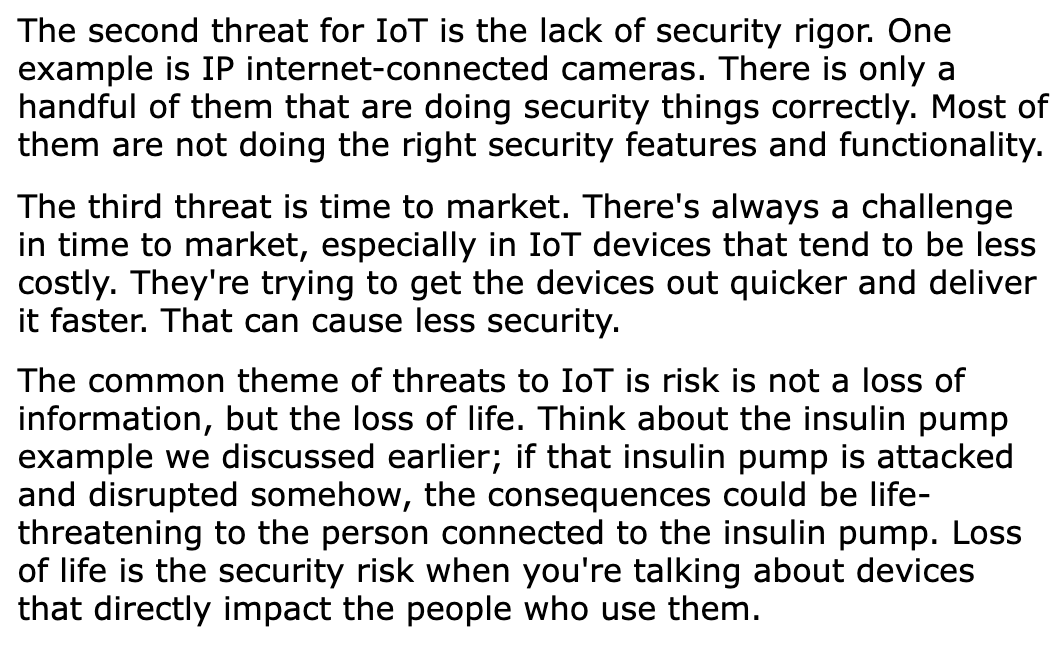 The second threat for IoT is the lack of security rigor. One
example is IP internet-connected cameras. There is only a
handful of them that are doing security things correctly. Most of
them are not doing the right security features and functionality.
The third threat is time to market. There's always a challenge
in time to market, especially in IoT devices that tend to be less
costly. They're trying to get the devices out quicker and deliver
it faster. That can cause less security.
The common theme of threats to IoT is risk is not a loss of
information, but the loss of life. Think about the insulin pump
example we discussed earlier; if that insulin pump is attacked
and disrupted somehow, the consequences could be life-
threatening to the person connected to the insulin pump. Loss
of life is the security risk when you're talking about devices
that directly impact the people who use them.